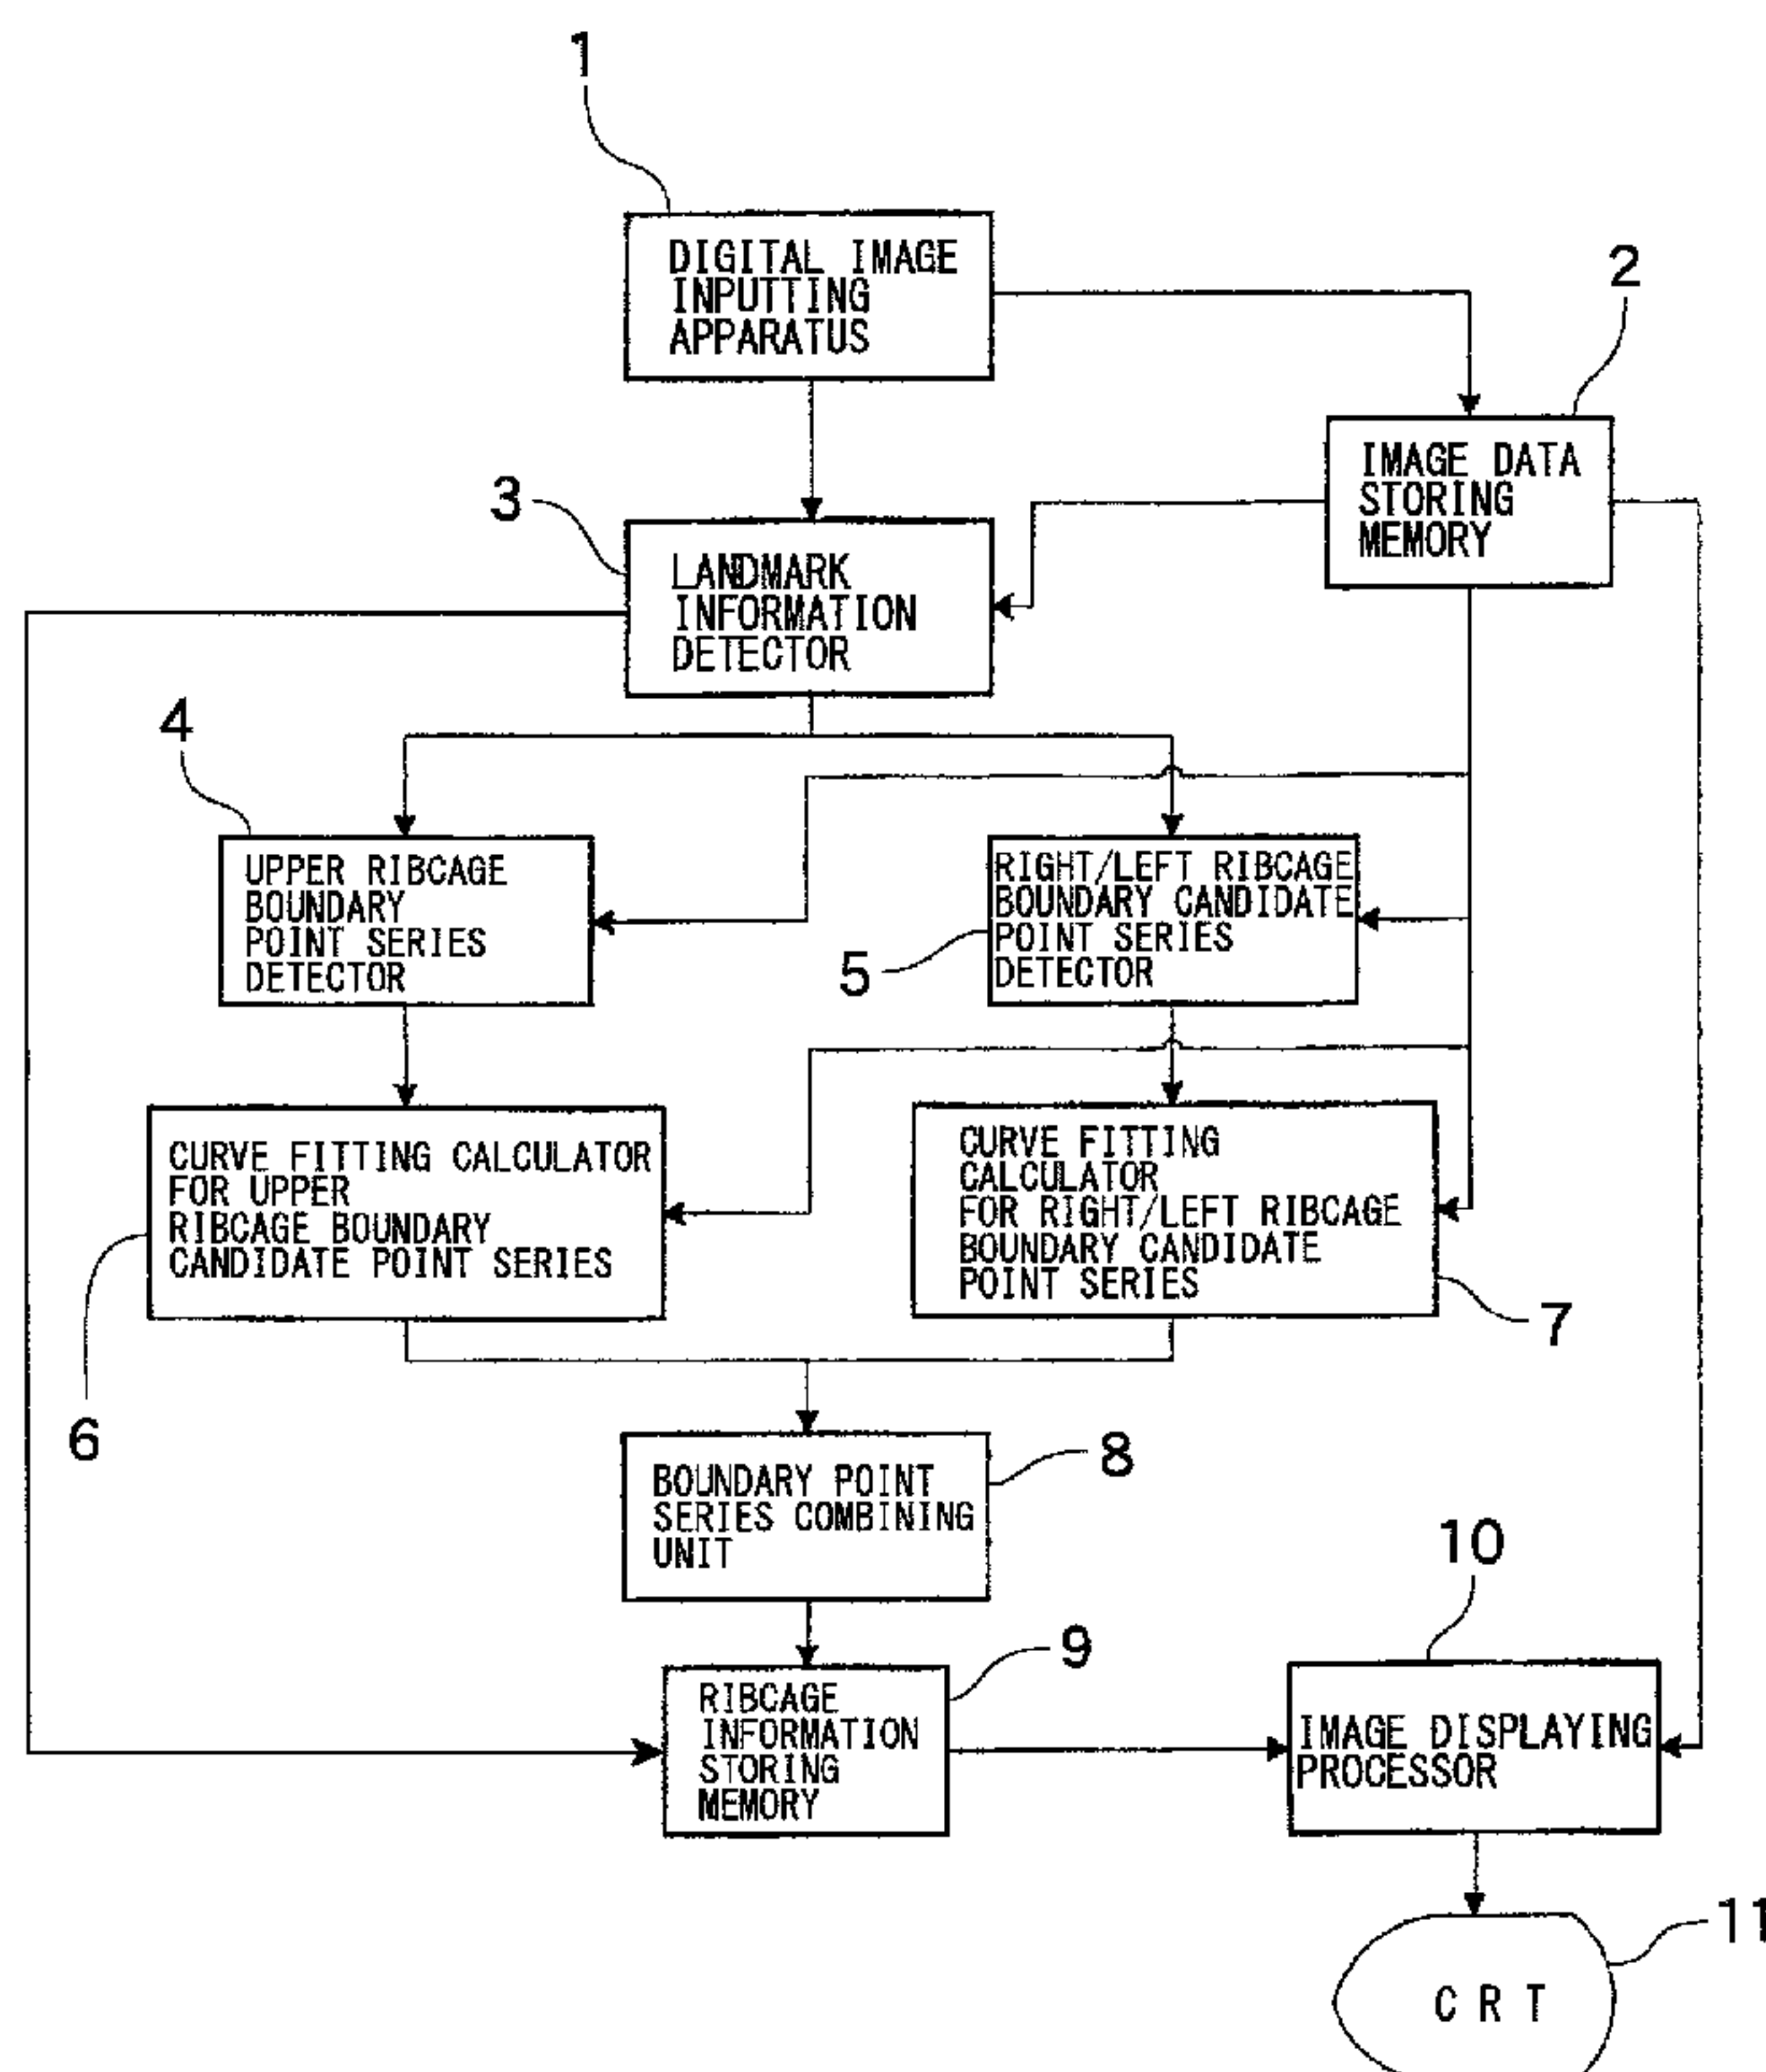 1
DIGITAL IMAGE
INPUTTING
APPARATUS
2
IMAGE DATA
STORING
MEMORY
3
LANDMARK
INFORMATION
DETECTOR
4
UPPER RIBCAGE
BOUNDARY
POINT SERIES
DETECTOR
5
RIGHT/LEFT RIBCAGE
BOUNDARY CANDIDATE
POINT SERIES
DETECTOR
6
CURVE FITTING CALCULATOR
FOR UPPER
RIBCAGE BOUNDARY
CANDIDATE POINT SERIES
7
CURVE FITTING
CALCULATOR
FOR RIGHT/LEFT RIBCAGE
BOUNDARY CANDIDATE
POINT SERIES
8
BOUNDARY POINT
SERIES COMBINING
UNIT
9
RIBCAGE
INFORMATION
STORING
MEMORY
10
IMAGE DISPLAYING
PROCESSOR
11
CRT